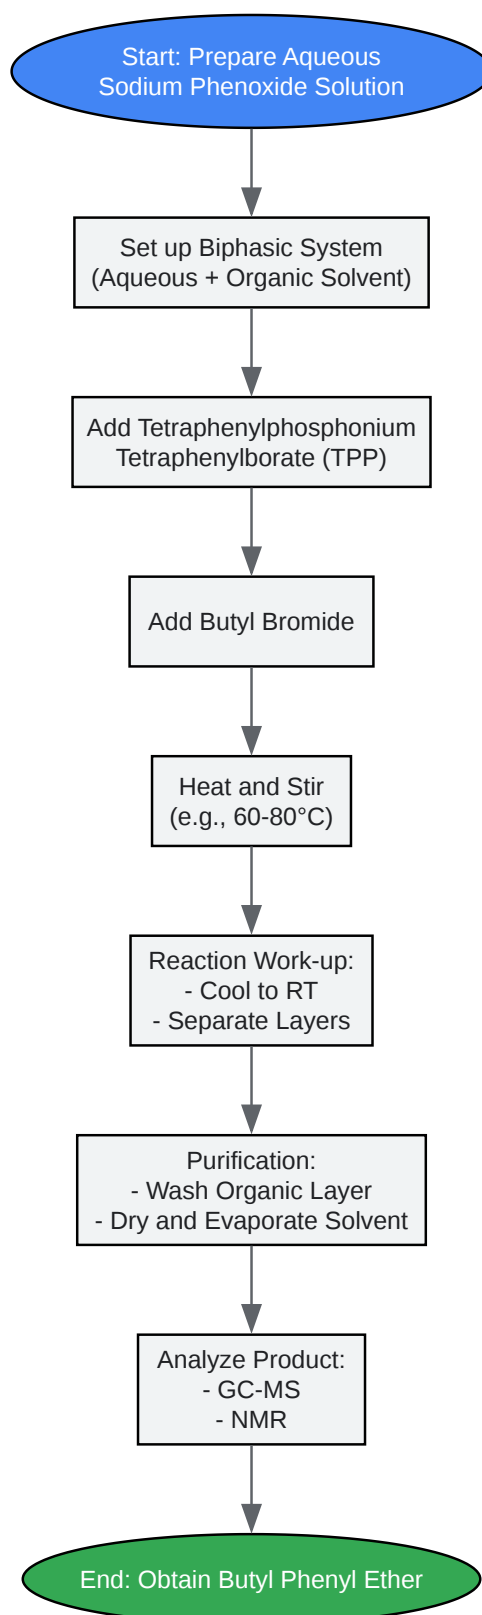 Start: Prepare Aqueous
Sodium Phenoxide Solution
Set up Biphasic System
(Aqueous + Organic Solvent)
Add Tetraphenylphosphonium
Tetraphenylborate (TPP)
Add Butyl Bromide
Heat and Stir
(e.g., 60-80°C)
Reaction Work-up:
- Cool to RT
- Separate Layers
Purification:
- Wash Organic Layer
- Dry and Evaporate Solvent
Analyze Product:
- GC-MS
- NMR
End: Obtain Butyl Phenyl Ether